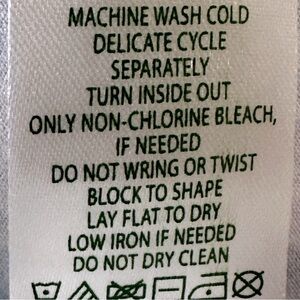 MACHINE WASH COLD
DELICATE CYCLE
SEPARATELY
TURN INSIDE OUT
ONLY NON-CHLORINE BLEACH,
IF NEEDED
DO NOT WRING OR TWIST
BLOCK TO SHAPE
LAY FLAT TO DRY
LOW IRON IF NEEDED
DO NOT DRY CLEAN